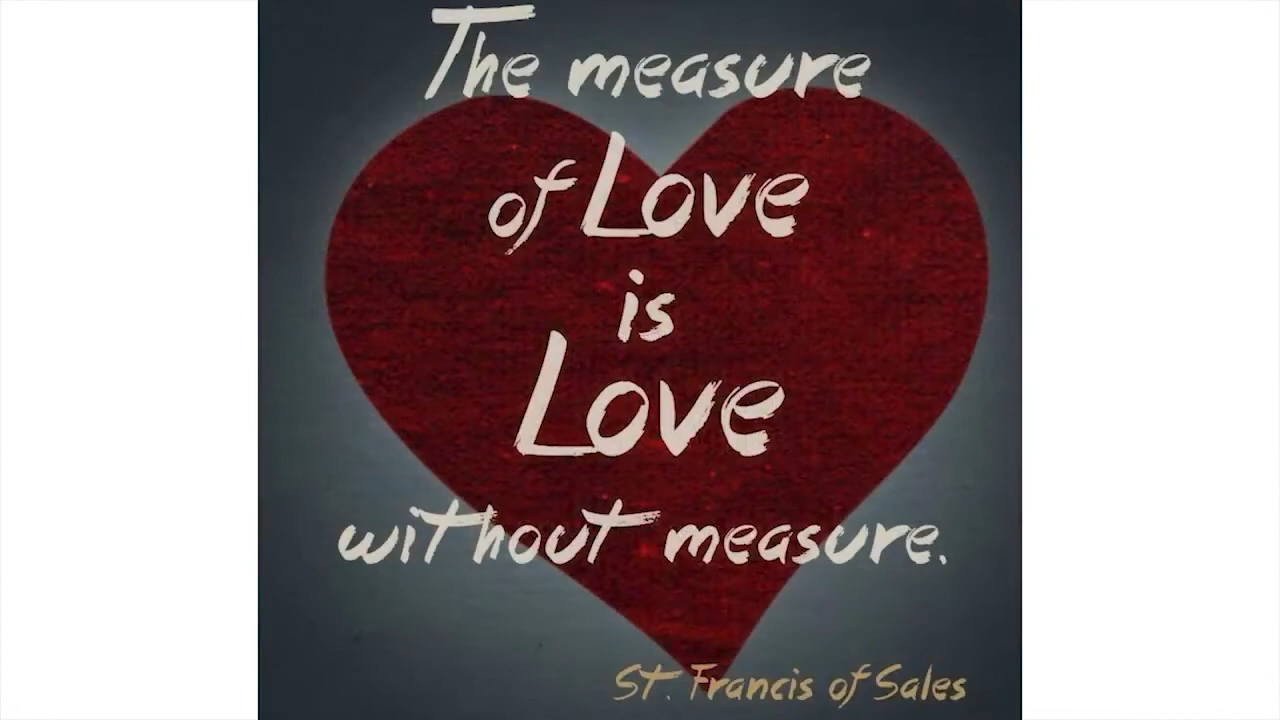 The measure
of Love
is
Love
without measure.
St. Francis of Sales